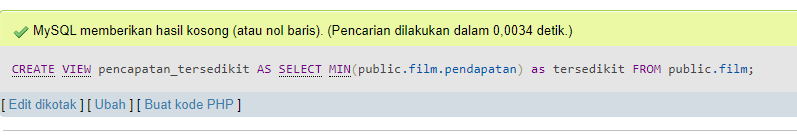 MySQL memberikan hasil kosong (atau nol baris). (Pencarian dilakukan dalam 0,0034 detik.)
CREATE VIEW pencapatan_tersedikit AS SELECT MIN(public.film.pendapatan) as tersedikit FROM public.film;
[ Edit dikotak ] [ Ubah ] [ Buat kode PHP ]